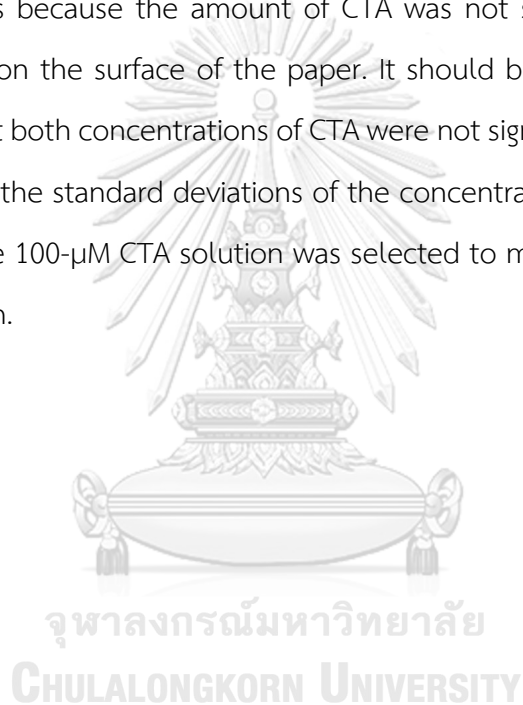 s because the amount of CTA was not s
on the surface of the paper. It should b
t both concentrations of CTA were not sign
the standard deviations of the concentra
e 100-µM CTA solution was selected to m
n.
จุฬาลงกรณ์มหาวิทยาลัย
CHULALONGKORN UNIVERSITY